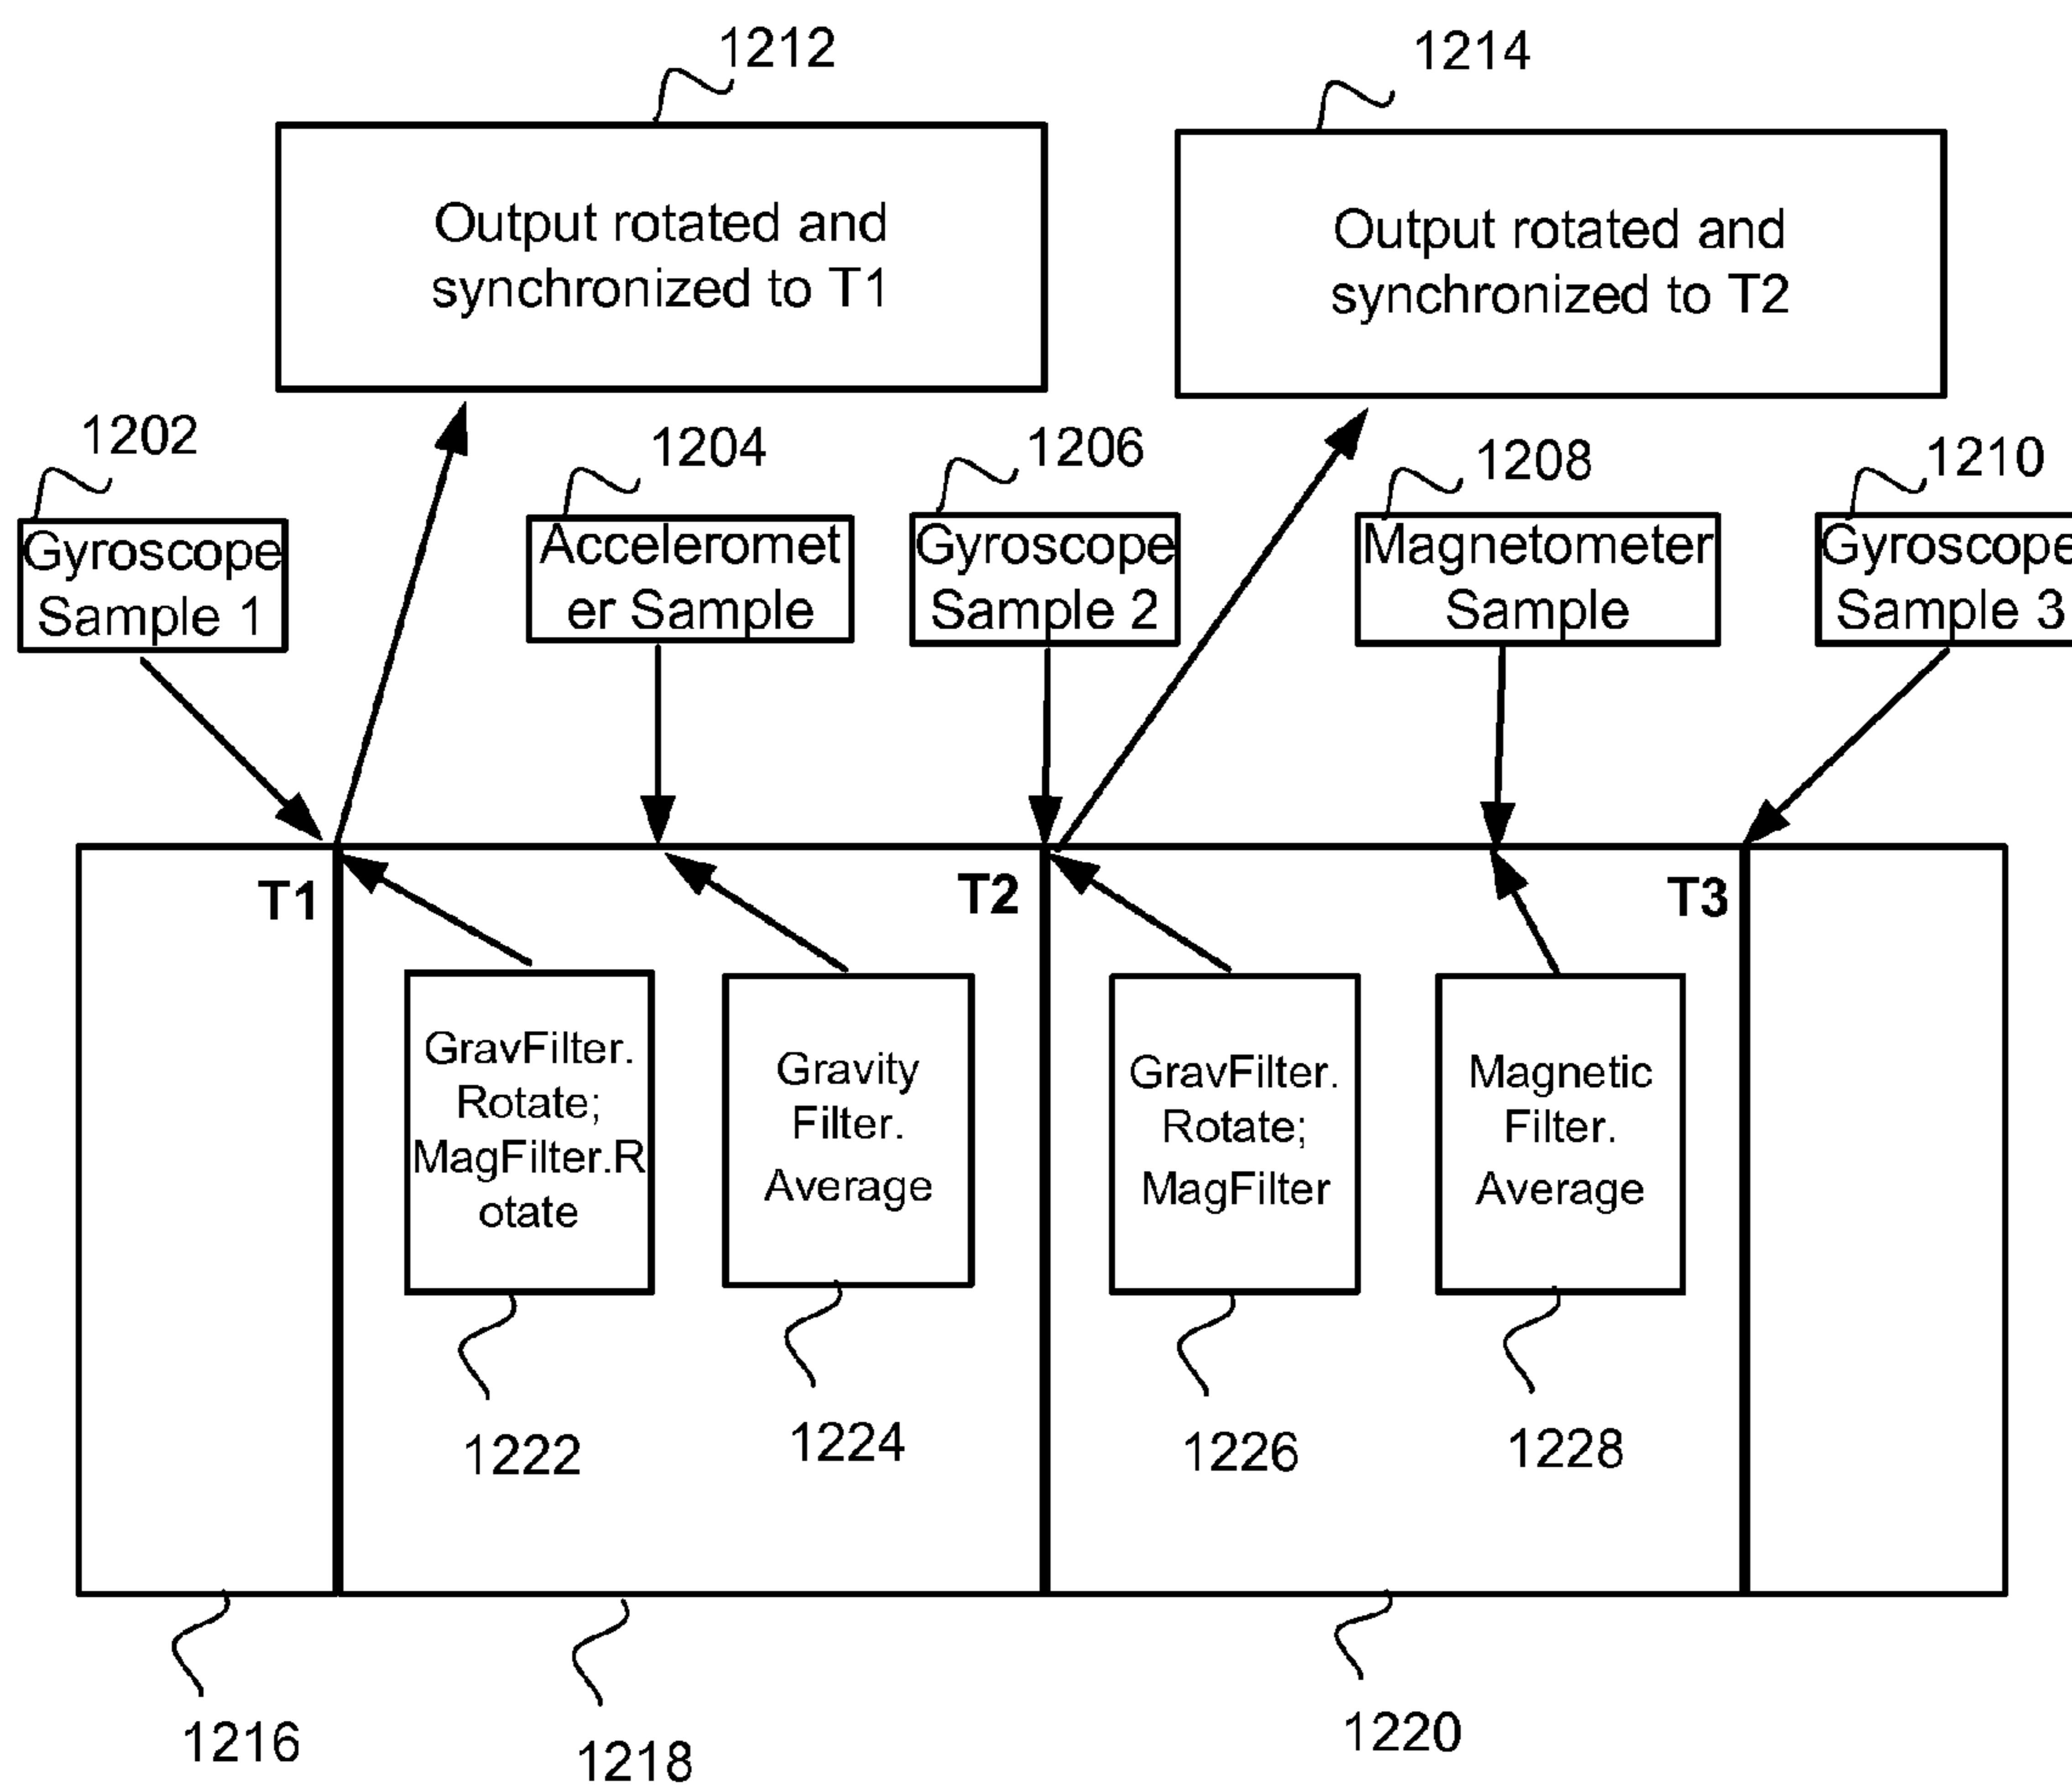 1212
1214
Output rotated and
synchronized to T1
Output rotated and
synchronized to T2
1202
1204
1206
1208
1210
Gyroscope
Sample 1
Acceleromet
er Sample
Gyroscope
Sample 2
Magnetometer
Sample
Gyroscope
Sample 3
T1
T2
T3
GravFilter.
Rotate;
MagFilter.R
otate
Gravity
Filter.
Average
GravFilter.
Rotate;
MagFilter
Magnetic
Filter.
Average
1222
1224
1226
1228
1216
1218
1220